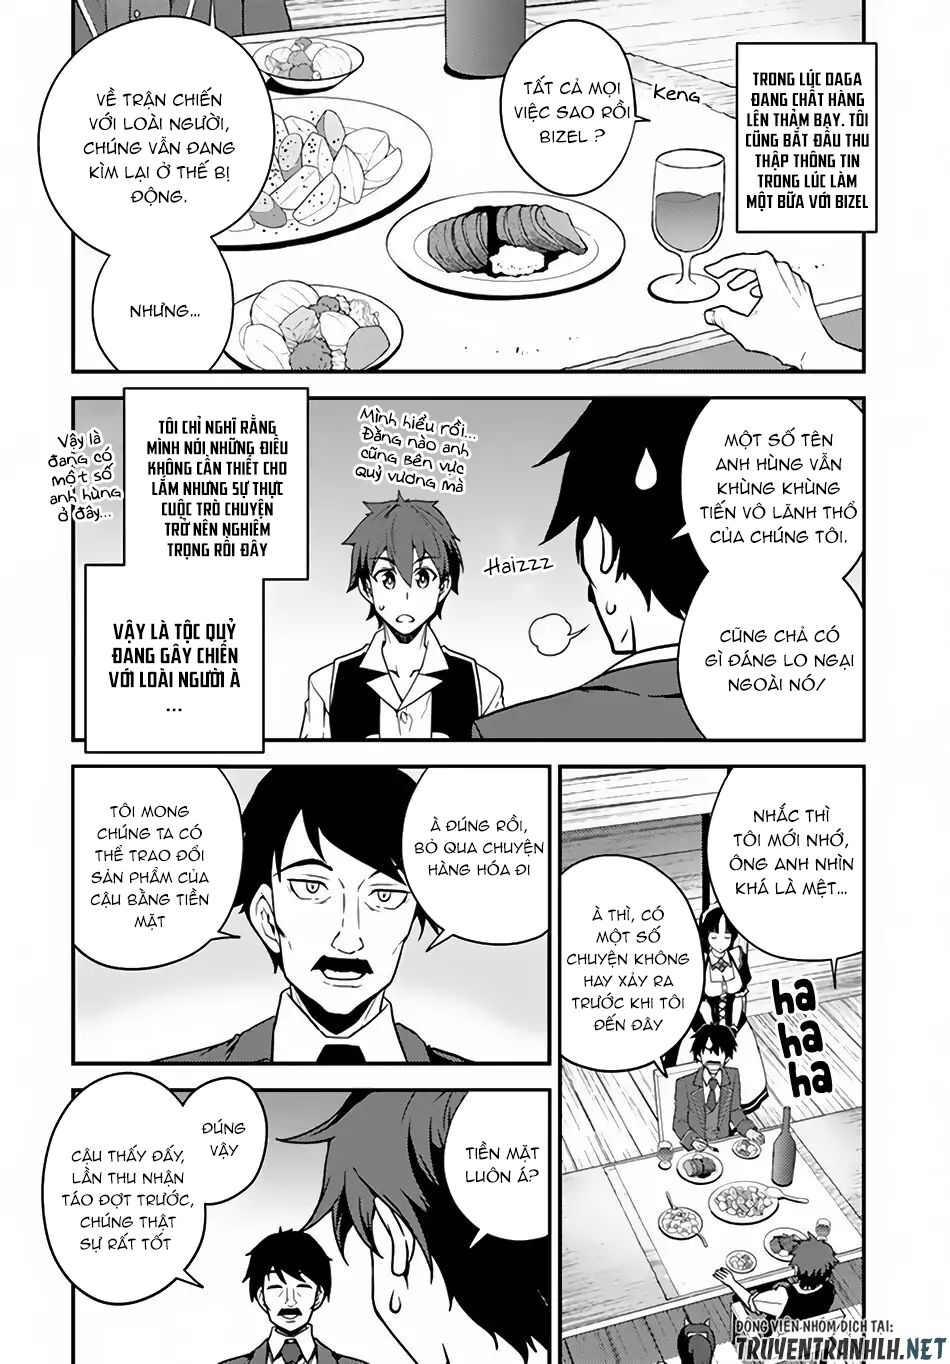 TRONG LÚC DAGA
ĐANG CHẤT HÀNG
LÊN THẢM BAY. TÔI
CŨNG BẮT ĐẦU THU
THẬP THÔNG TIN
TRONG LÚC LÀM
MỘT BỮA VỚI BIZEL
Keng
TẤT CẢ MỌI
VIỆC SAO RỒI
BIZEL ?
VỀ TRẬN CHIẾN
VỚI LOÀI NGƯỜI,
CHÚNG VẪN ĐANG
KÌM LẠI Ở THẾ BỊ
ĐỘNG.
NHƯNG...
MỘT SỐ TÊN
ANH HÙNG VẪN
KHÙNG KHÙNG
TIẾN VÔ LÃNH THỔ
CỦA CHÚNG TÔI.
CŨNG CHẢ CÓ
GÌ ĐÁNG LO NGẠI
NGOÀI NÓ/
Haizzz
Mình hiểu rồi...
Đằng nào anh
cũng bên vực
quỷ vương mà
TÔI CHỈ NGHĨ RẰNG
MÌNH NÓI NHỮNG ĐIỀU
KHÔNG CẦN THIẾT CHO
LẮM NHƯNG SỰ THỰC
CUỘC TRÒ CHUYỆN
TRỞ NÊN NGHIÊM
TRỌNG RỒI ĐÂY
VẬY LÀ TỘC QUỶ
ĐANG GÂY CHIẾN
VỚI LOÀI NGƯỜI À
...
Vậy là
đang có
một số
anh hùng
ở đây...
NHẮC THÌ
TÔI MỚI NHỚ,
ÔNG ANH NHÌN
KHÁ LÀ MỆT...
À THÌ, CÓ
MỘT SỐ
CHUYỆN KHÔNG
HAY XẢY RA
TRƯỚC KHI TÔI
ĐẾN ĐÂY
ha
ha
ha
À ĐÚNG RỒI,
BỎ QUA CHUYỆN
HÀNG HÓA ĐI
TÔI MONG
CHÚNG TA CÓ
THỂ TRAO ĐỔI
SẢN PHẨM CỦA
CẬU BẰNG TIỀN
MẶT
TIỀN MẶT
LUÔN Á?
ĐÚNG
VẬY
CẬU THẤY ĐẤY,
LẦN THU NHẬN
TÁO ĐỢT TRƯỚC,
CHÚNG THẬT
SỰ RẤT TỐT
ĐỘNG VIÊN NHÓM DỊCH TẠI:
TRUYENTRANHLH.NET